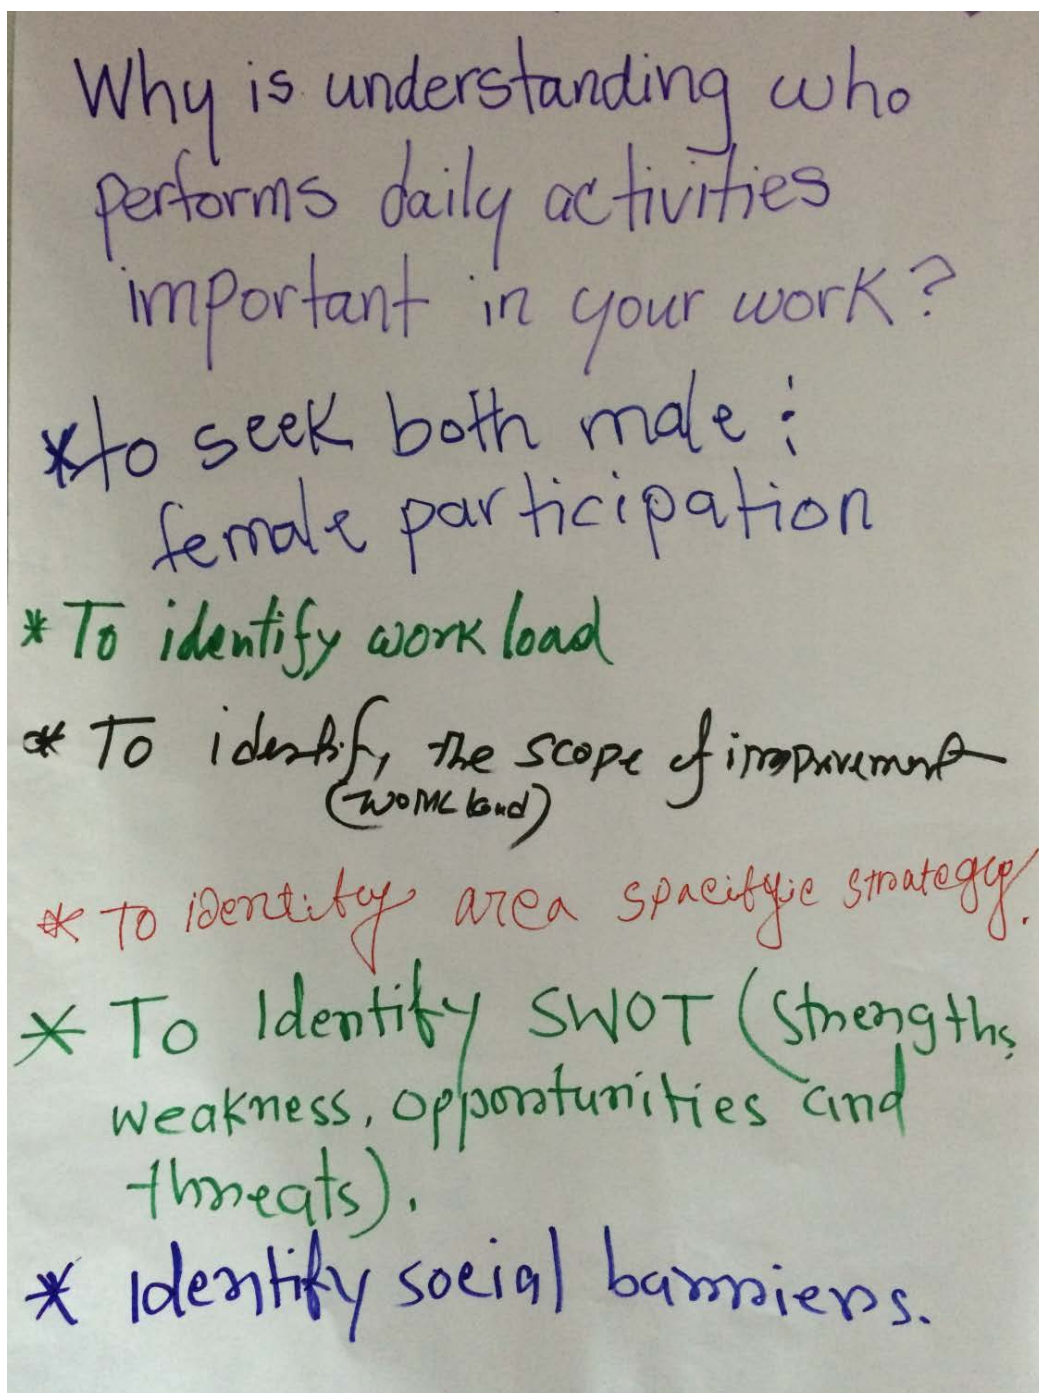 Why is understanding who
performs daily activities
important in your work?
*to seek both male &
female participation
* To identify work load
* To identify the scope of improvement
(work load)
* To identify area spacifyic strategy.
* To Identify SWOT (Strengths,
weakness, opportunities and
threats).
* Identify social barriers.